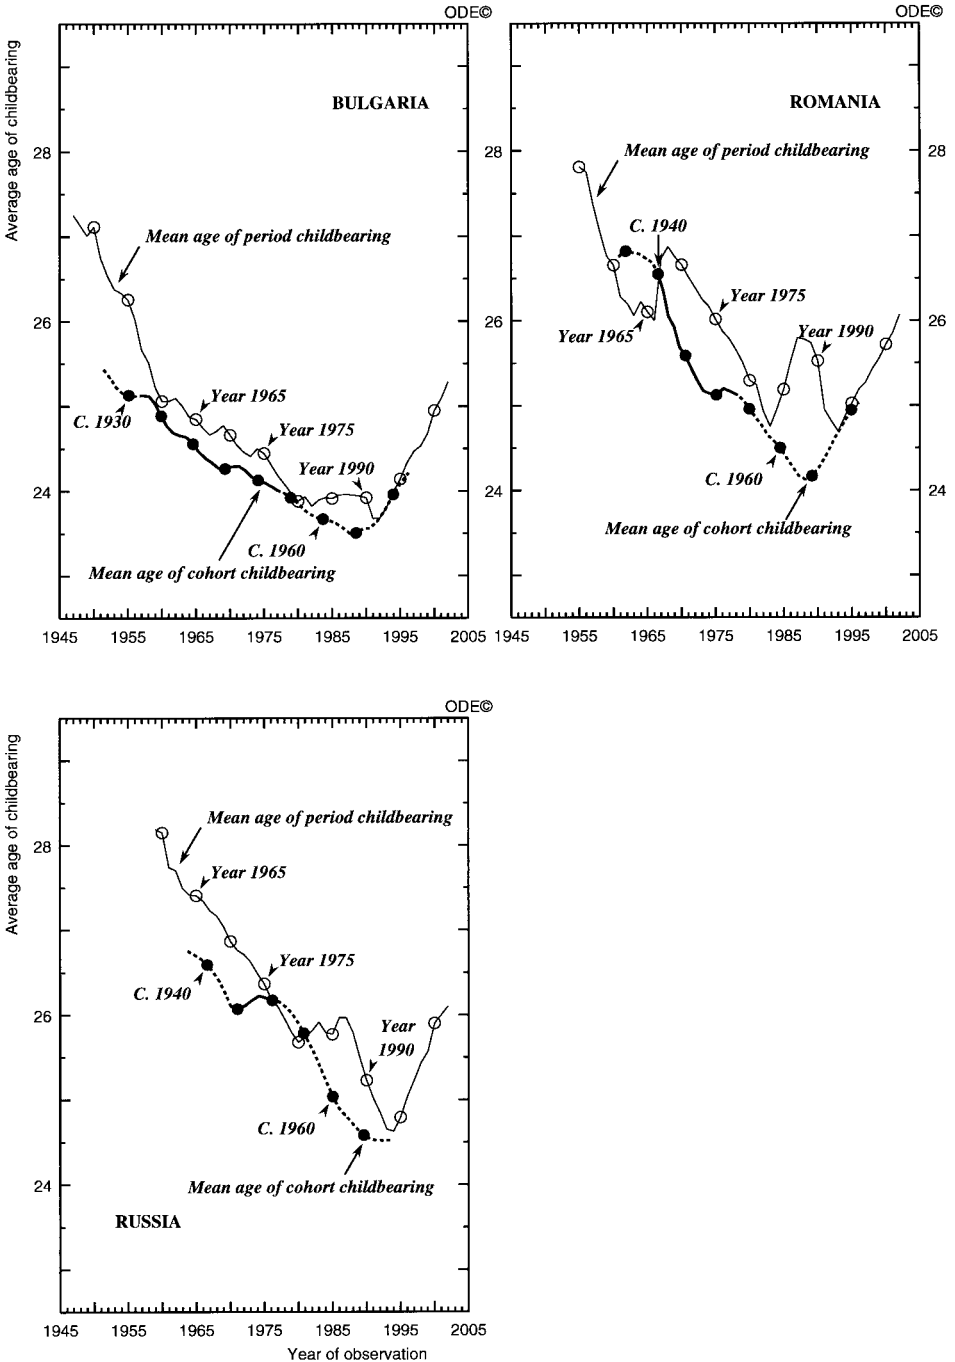 ODE©
ODE©
Average age of childbearing
BULGARIA
28
26
24
Mean age of period childbearing
C. 1930
Year 1965
Year 1975
Year 1990
C. 1960
Mean age of cohort childbearing
1945 1955 1965 1975 1985 1995 2005
ROMANIA
28
26
24
28
26
24
Mean age of period childbearing
C. 1940
Year 1975
Year 1965
Year 1990
C. 1960
Mean age of cohort childbearing
1945 1955 1965 1975 1985 1995 2005
ODE©
Average age of childbearing
28
26
24
Mean age of period childbearing
Year 1965
Year 1975
C. 1940
Year
1990
C. 1960
Mean age of cohort childbearing
RUSSIA
1945 1955 1965 1975 1985 1995 2005
Year of observation